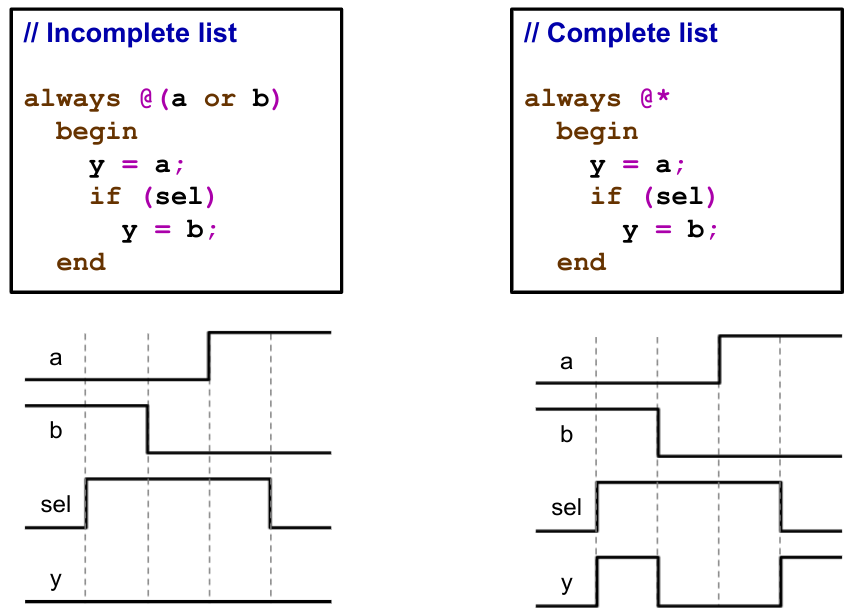 // Incomplete list
always @(a or b)
begin
y = a;
if (sel)
y = b;
end
a
b
sel
y
// Complete list
always @*
begin
y = a;
if (sel)
y = b;
end
a
b
sel
y